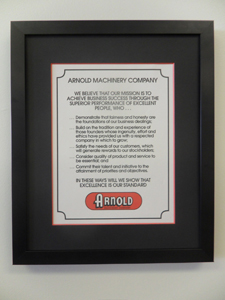 ARNOLD MACHINERY COMPANY
WE BELIEVE THAT OUR MISSION IS TO
ACHIEVE BUSINESS SUCCESS THROUGH THE
SUPERIOR PERFORMANCE OF EXCELLENT
PEOPLE, WHO . . .
. Demonstrate that fairness and honesty are
the foundations of our business dealings;
. Build on the tradition and experience of
those founders whose ingenuity, effort and
ethics have provided us with a respected
company in which to grow;
. Satisfy the needs of our customers, which
will generate rewards to our stockholders;
. Consider quality of product and service to
be essential; and
. Commit their talent and initiative to the
attainment of priorities and objectives.
IN THESE WAYS WILL WE SHOW THAT
EXCELLENCE IS OUR STANDARD
ARNOLD